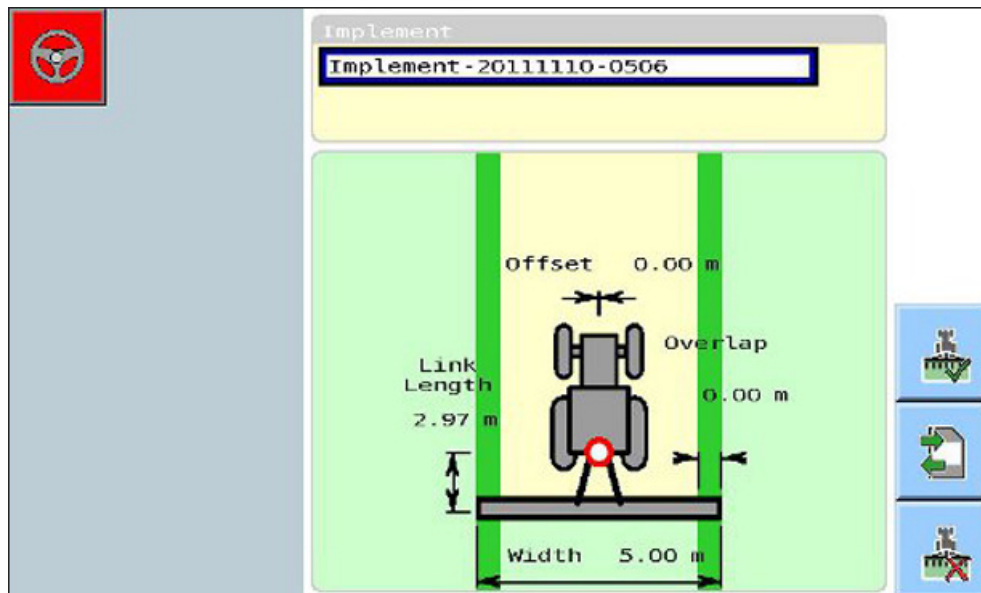 Implement
Implement-20111110-0506
Offset 0.00 m
Overlap
0.00 m
Link
Length
2.97 m
Width 5.00 m